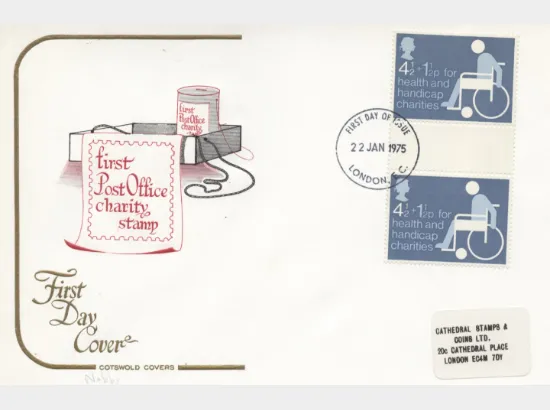 first
Post Office
charity
first
Post Office
charity
stamp
First
Day
Cover
COTSWOLD COVERS
FIRST DAY OF ISSUE
22 JAN 1975
LONDON
4½+1½p for
health and
handicap
charities
4½+1½p for
health and
handicap
charities
CATHEDRAL STAMPS &
COINS LTD.
20c CATHEDRAL PLACE
LONDON EC4M 7DY